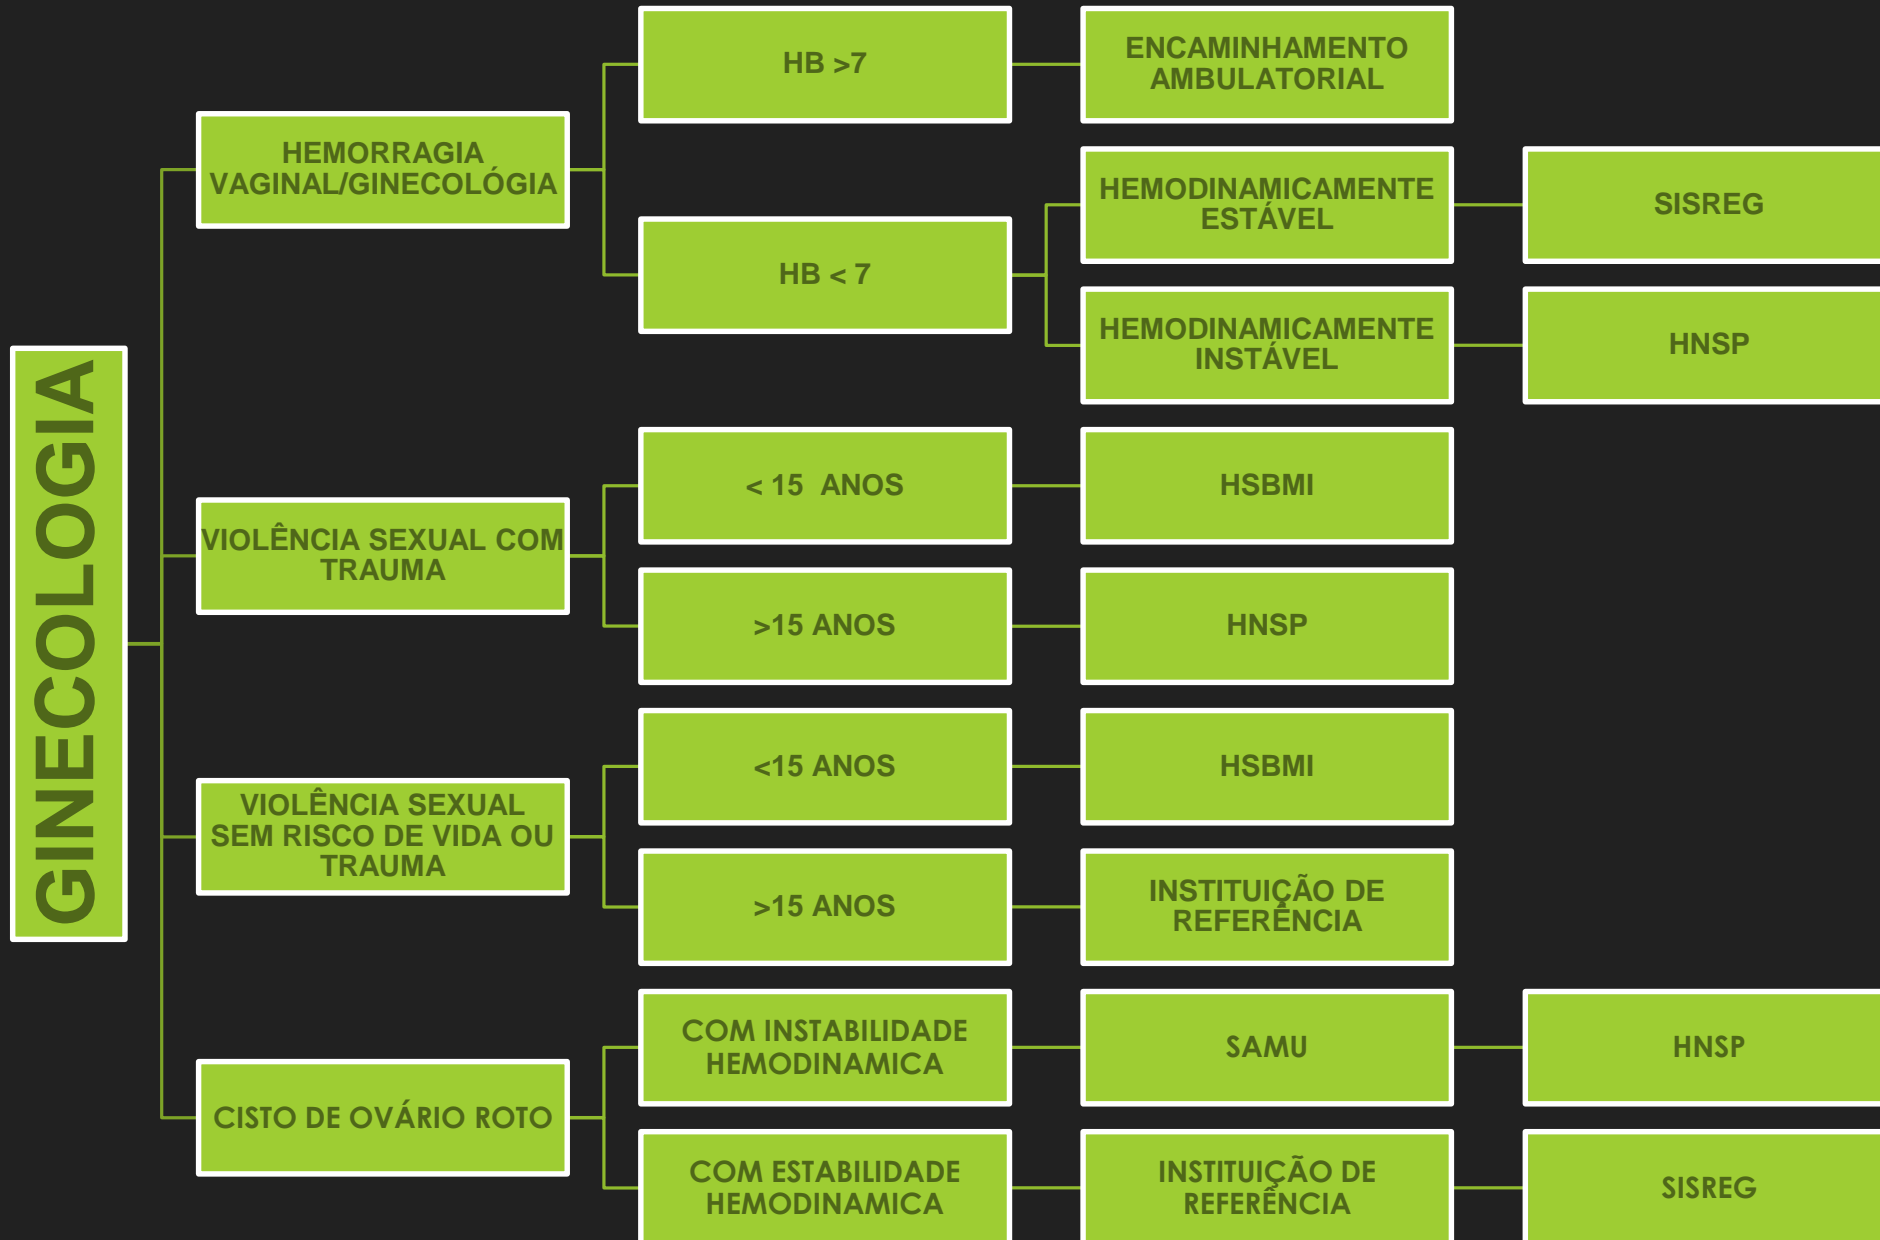 GINECOLOGIA
HEMORRAGIA
VAGINAL/GINECOLÓGIA
HB >7
ENCAMINHAMENTO
AMBULATORIAL
HB < 7
HEMODINAMICAMENTE
ESTÁVEL
SISREG
HEMODINAMICAMENTE
INSTÁVEL
HNSP
VIOLÊNCIA SEXUAL COM
TRAUMA
< 15 ANOS
HSBMI
>15 ANOS
HNSP
VIOLÊNCIA SEXUAL
SEM RISCO DE VIDA OU
TRAUMA
<15 ANOS
HSBMI
>15 ANOS
INSTITUIÇÃO DE
REFERÊNCIA
CISTO DE OVÁRIO ROTO
COM INSTABILIDADE
HEMODINAMICA
SAMU
HNSP
COM ESTABILIDADE
HEMODINAMICA
INSTITUIÇÃO DE
REFERÊNCIA
SISREG